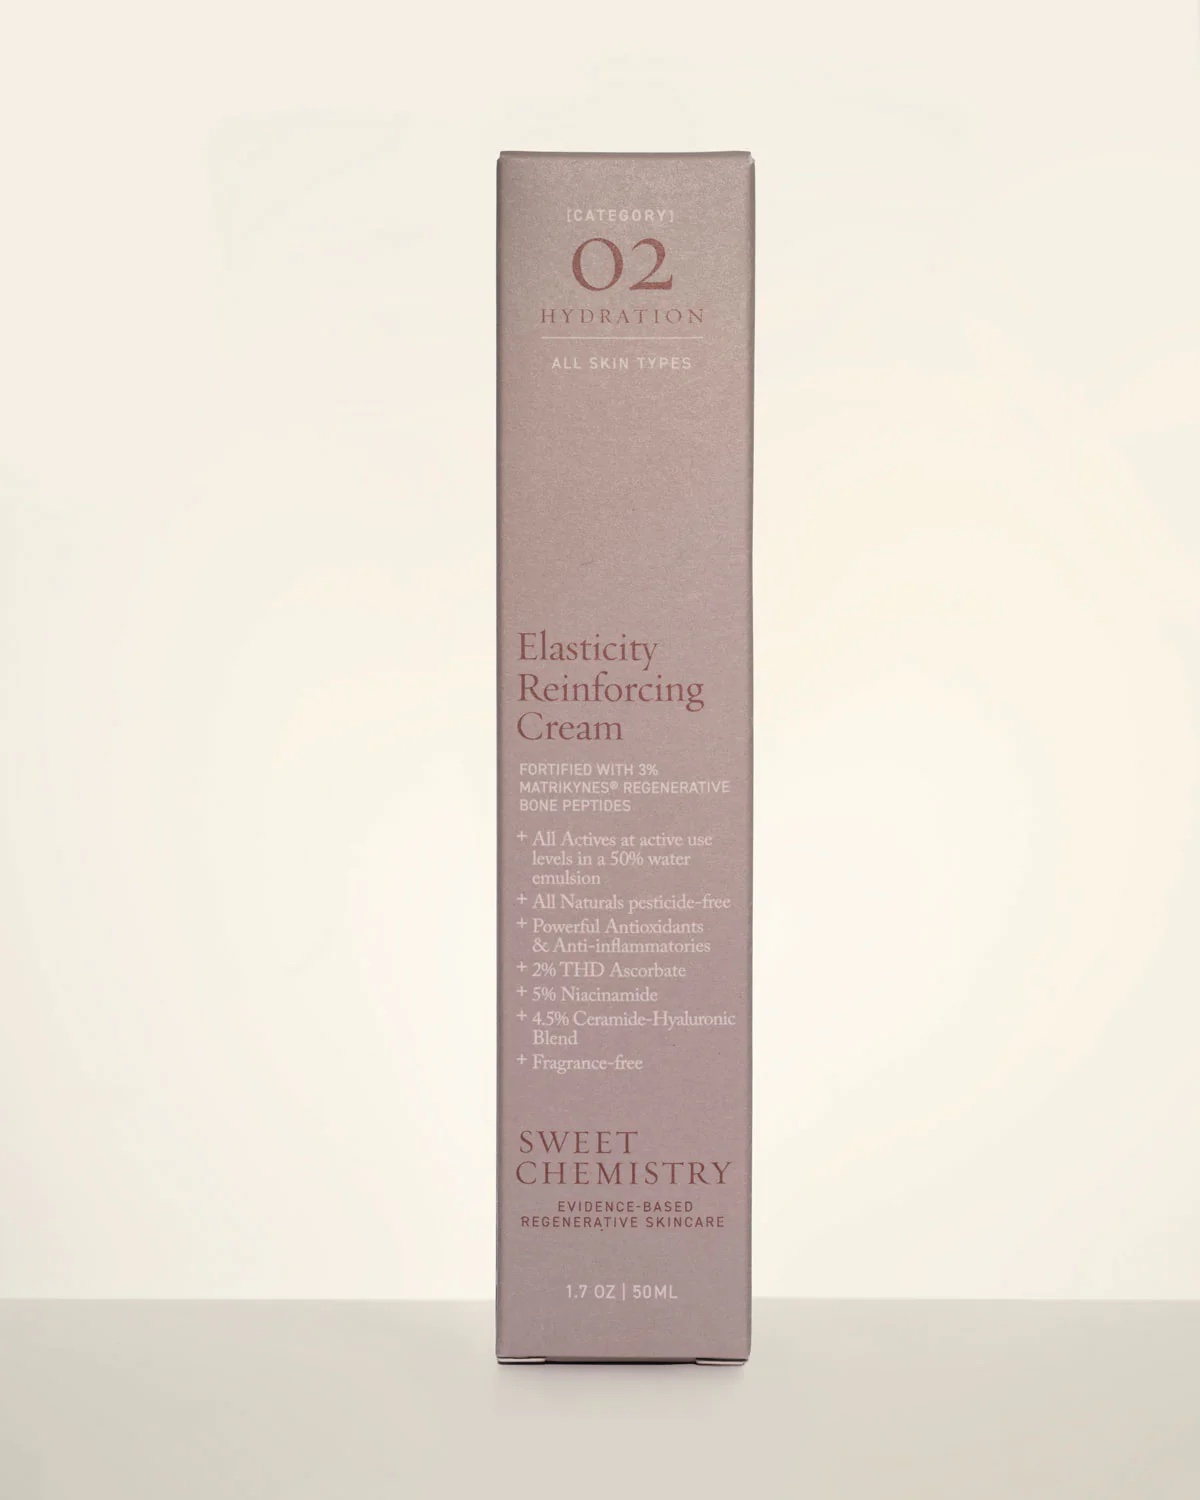 [CATEGORY]
02
HYDRATION
ALL SKIN TYPES
Elasticity
Reinforcing
Cream
FORTIFIED WITH 3%
MATRIKYNES® REGENERATIVE
BONE PEPTIDES
+ All Actives at active use
levels in a 50% water
emulsion
+ All Naturals pesticide-free
+ Powerful Antioxidants
& Anti-inflammatories
+ 2% THD Ascorbate
+ 5% Niacinamide
+ 4.5% Ceramide-Hyaluronic
Blend
+ Fragrance-free
SWEET
CHEMISTRY
EVIDENCE-BASED
REGENERATIVE SKINCARE
1.7 OZ | 50ML